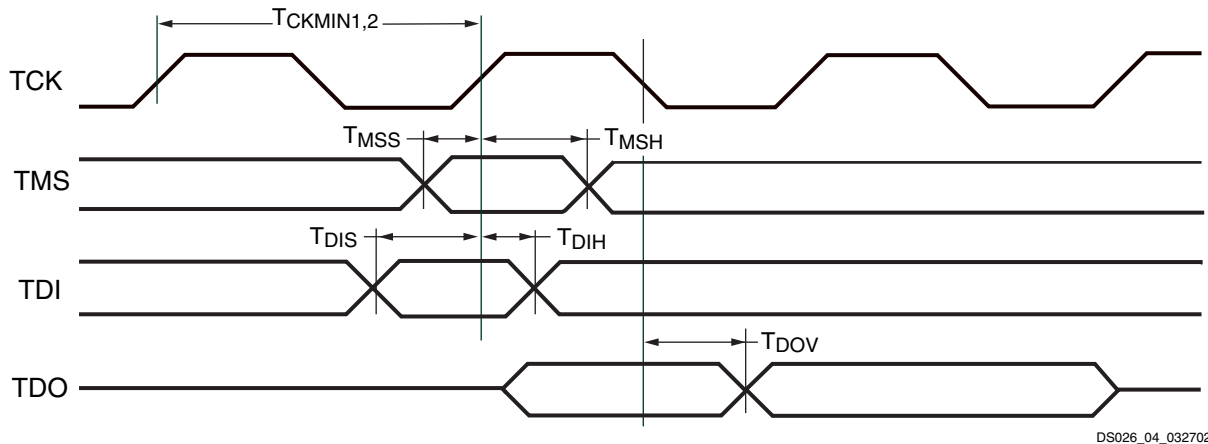 TCKMIN1,2
TCK
TMSS
TMSH
TMS
TDIS
TDIH
TDI
TDOV
TDO
DS026_04_032702